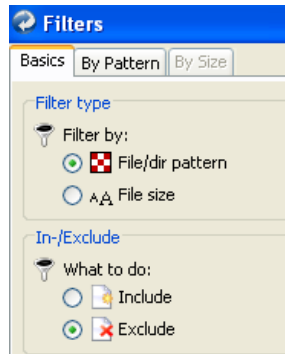 Filters
Basics By Pattern By Size
Filter type
Filter by:
File/dir pattern
AA File size
In-/Exclude
What to do:
Include
Exclude